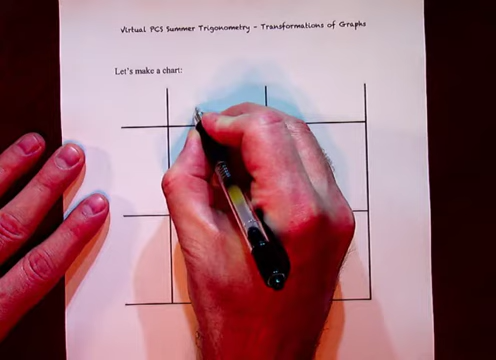 Virtual PCS Summer Trigonometry - Transformations of Graphs
Let's make a chart: